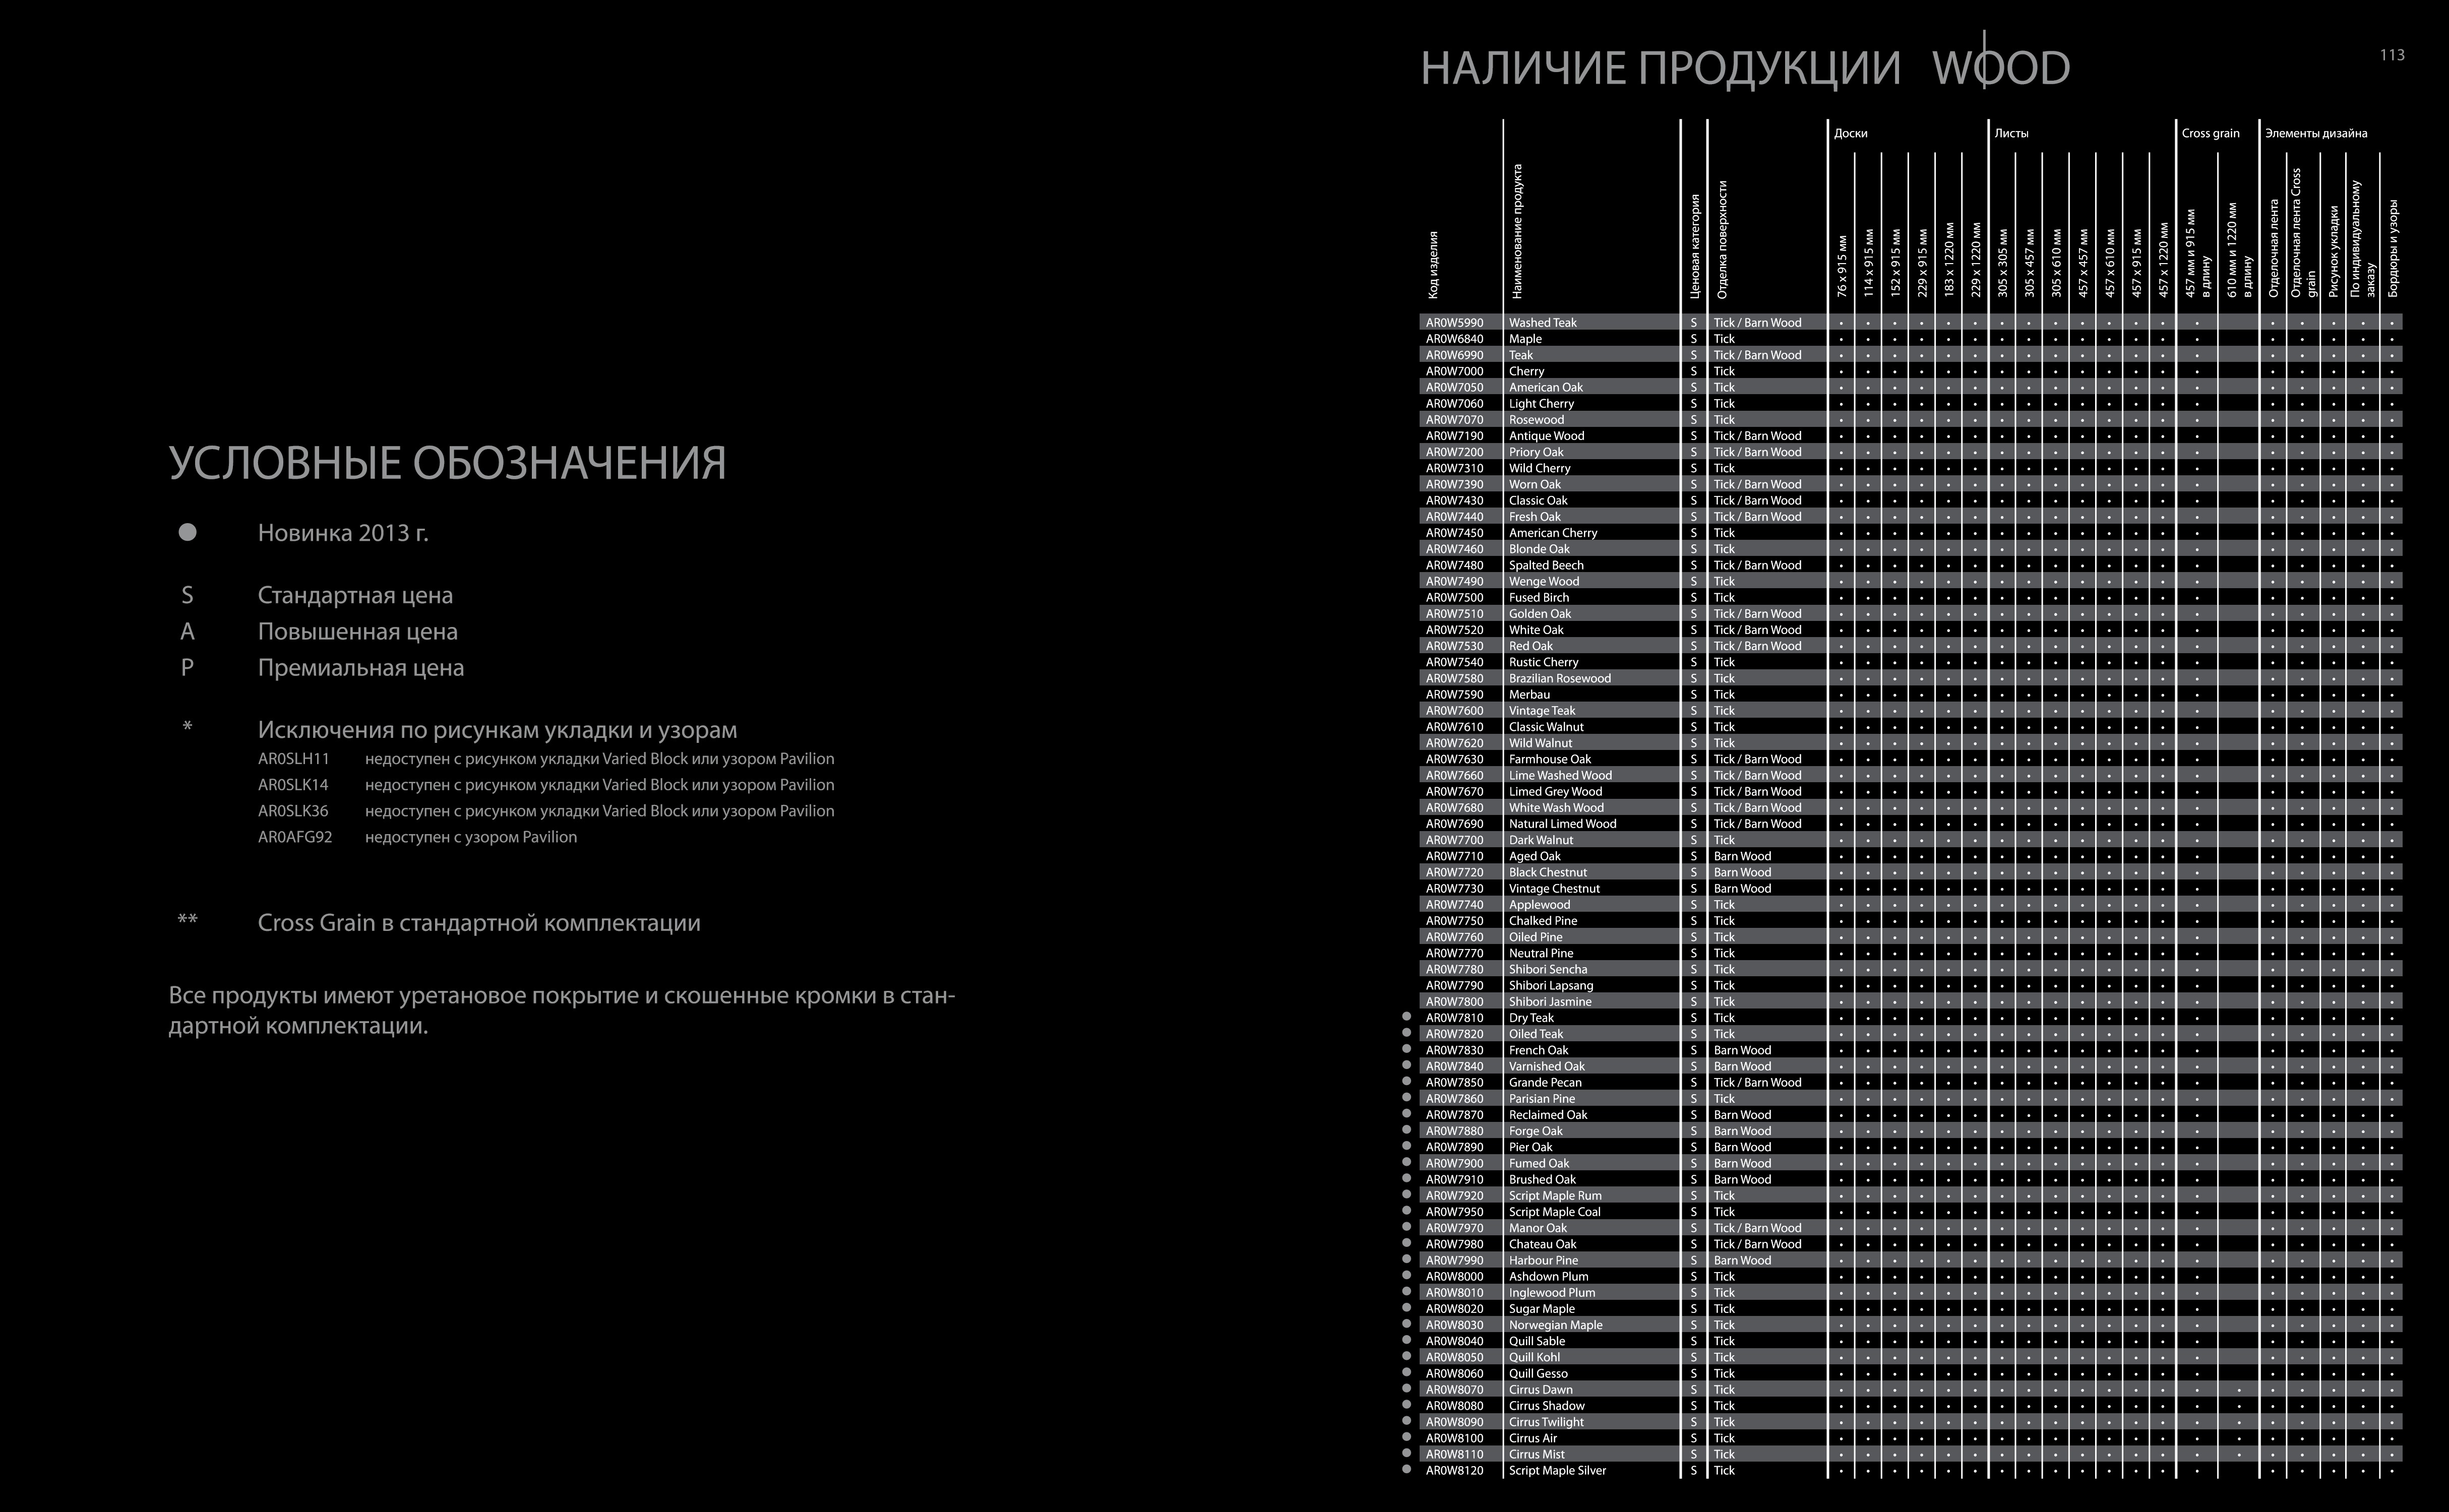 УСЛОВНЫЕ ОБОЗНАЧЕНИЯ
● Новинка 2013 г.
S Стандартная цена
A Повышенная цена
P Премиальная цена
* Исключения по рисункам укладки и узорам
AR0SLH11 недоступен с рисунком укладки Varied Block или узором Pavilion
AR0SLK14 недоступен с рисунком укладки Varied Block или узором Pavilion
AR0SLK36 недоступен с рисунком укладки Varied Block или узором Pavilion
AR0AFG92 недоступен с узором Pavilion
** Cross Grain в стандартной комплектации
Все продукты имеют уретановое покрытие и скошенные кромки в стан-
дартной комплектации.
НАЛИЧИЕ ПРОДУКЦИИ WOOD
113
Доски Листы Cross grain Элементы дизайна
Код изделия
Наименование продукта
Ценовая категория
Отделка поверхности
76 x 915 мм
114 x 915 мм
152 x 915 мм
229 x 915 мм
183 x 1220 мм
229 x 1220 мм
305 x 305 мм
305 x 457 мм
305 x 610 мм
457 x 457 мм
457 x 610 мм
457 x 915 мм
457 x 1220 мм
457 мм и 915 мм
в длину
610 мм и 1220 мм
в длину
Отделочная лента
Отделочная лента Cross
grain
Рисунок укладки
По индивидуальному
заказу
Бордюры и узоры
AR0W5990 Washed Teak S Tick / Barn Wood
AR0W6840 Maple S Tick
AR0W6990 Teak S Tick / Barn Wood
AR0W7000 Cherry S Tick
AR0W7050 American Oak S Tick
AR0W7060 Light Cherry S Tick
AR0W7070 Rosewood S Tick
AR0W7190 Antique Wood S Tick / Barn Wood
AR0W7200 Priory Oak S Tick / Barn Wood
AR0W7310 Wild Cherry S Tick
AR0W7390 Worn Oak S Tick / Barn Wood
AR0W7430 Classic Oak S Tick / Barn Wood
AR0W7440 Fresh Oak S Tick / Barn Wood
AR0W7450 American Cherry S Tick
AR0W7460 Blonde Oak S Tick
AR0W7480 Spalted Beech S Tick / Barn Wood
AR0W7490 Wenge Wood S Tick
AR0W7500 Fused Birch S Tick
AR0W7510 Golden Oak S Tick / Barn Wood
AR0W7520 White Oak S Tick / Barn Wood
AR0W7530 Red Oak S Tick / Barn Wood
AR0W7540 Rustic Cherry S Tick
AR0W7580 Brazilian Rosewood S Tick
AR0W7590 Merbau S Tick
AR0W7600 Vintage Teak S Tick
AR0W7610 Classic Walnut S Tick
AR0W7620 Wild Walnut S Tick
AR0W7630 Farmhouse Oak S Tick / Barn Wood
AR0W7660 Lime Washed Wood S Tick / Barn Wood
AR0W7670 Limed Grey Wood S Tick / Barn Wood
AR0W7680 White Wash Wood S Tick / Barn Wood
AR0W7690 Natural Limed Wood S Tick / Barn Wood
AR0W7700 Dark Walnut S Tick
AR0W7710 Aged Oak S Barn Wood
AR0W7720 Black Chestnut S Barn Wood
AR0W7730 Vintage Chestnut S Barn Wood
AR0W7740 Applewood S Tick
AR0W7750 Chalked Pine S Tick
AR0W7760 Oiled Pine S Tick
AR0W7770 Neutral Pine S Tick
AR0W7780 Shibori Sencha S Tick
AR0W7790 Shibori Lapsang S Tick
AR0W7800 Shibori Jasmine S Tick
● AR0W7810 Dry Teak S Tick
● AR0W7820 Oiled Teak S Tick
● AR0W7830 French Oak S Barn Wood
● AR0W7840 Varnished Oak S Barn Wood
● AR0W7850 Grande Pecan S Tick / Barn Wood
● AR0W7860 Parisian Pine S Tick
● AR0W7870 Reclaimed Oak S Barn Wood
● AR0W7880 Forge Oak S Barn Wood
● AR0W7890 Pier Oak S Barn Wood
● AR0W7900 Fumed Oak S Barn Wood
● AR0W7910 Brushed Oak S Barn Wood
● AR0W7920 Script Maple Rum S Tick
● AR0W7950 Script Maple Coal S Tick
● AR0W7970 Manor Oak S Tick / Barn Wood
● AR0W7980 Chateau Oak S Tick / Barn Wood
● AR0W7990 Harbour Pine S Barn Wood
● AR0W8000 Ashdown Plum S Tick
● AR0W8010 Inglewood Plum S Tick
● AR0W8020 Sugar Maple S Tick
● AR0W8030 Norwegian Maple S Tick
● AR0W8040 Quill Sable S Tick
● AR0W8050 Quill Kohl S Tick
● AR0W8060 Quill Gesso S Tick
● AR0W8070 Cirrus Dawn S Tick
● AR0W8080 Cirrus Shadow S Tick
● AR0W8090 Cirrus Twilight S Tick
● AR0W8100 Cirrus Air S Tick
● AR0W8110 Cirrus Mist S Tick
● AR0W8120 Script Maple Silver S Tick